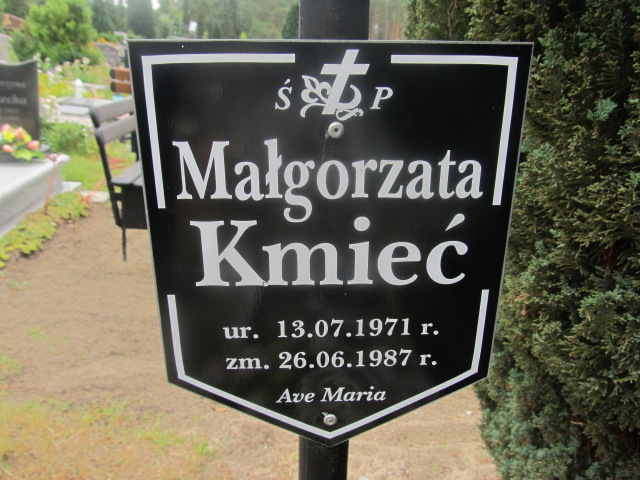 Ś P
Małgorzata
Kmieć
ur. 13.07.1971 r.
zm. 26.06.1987 r.
Ave Maria